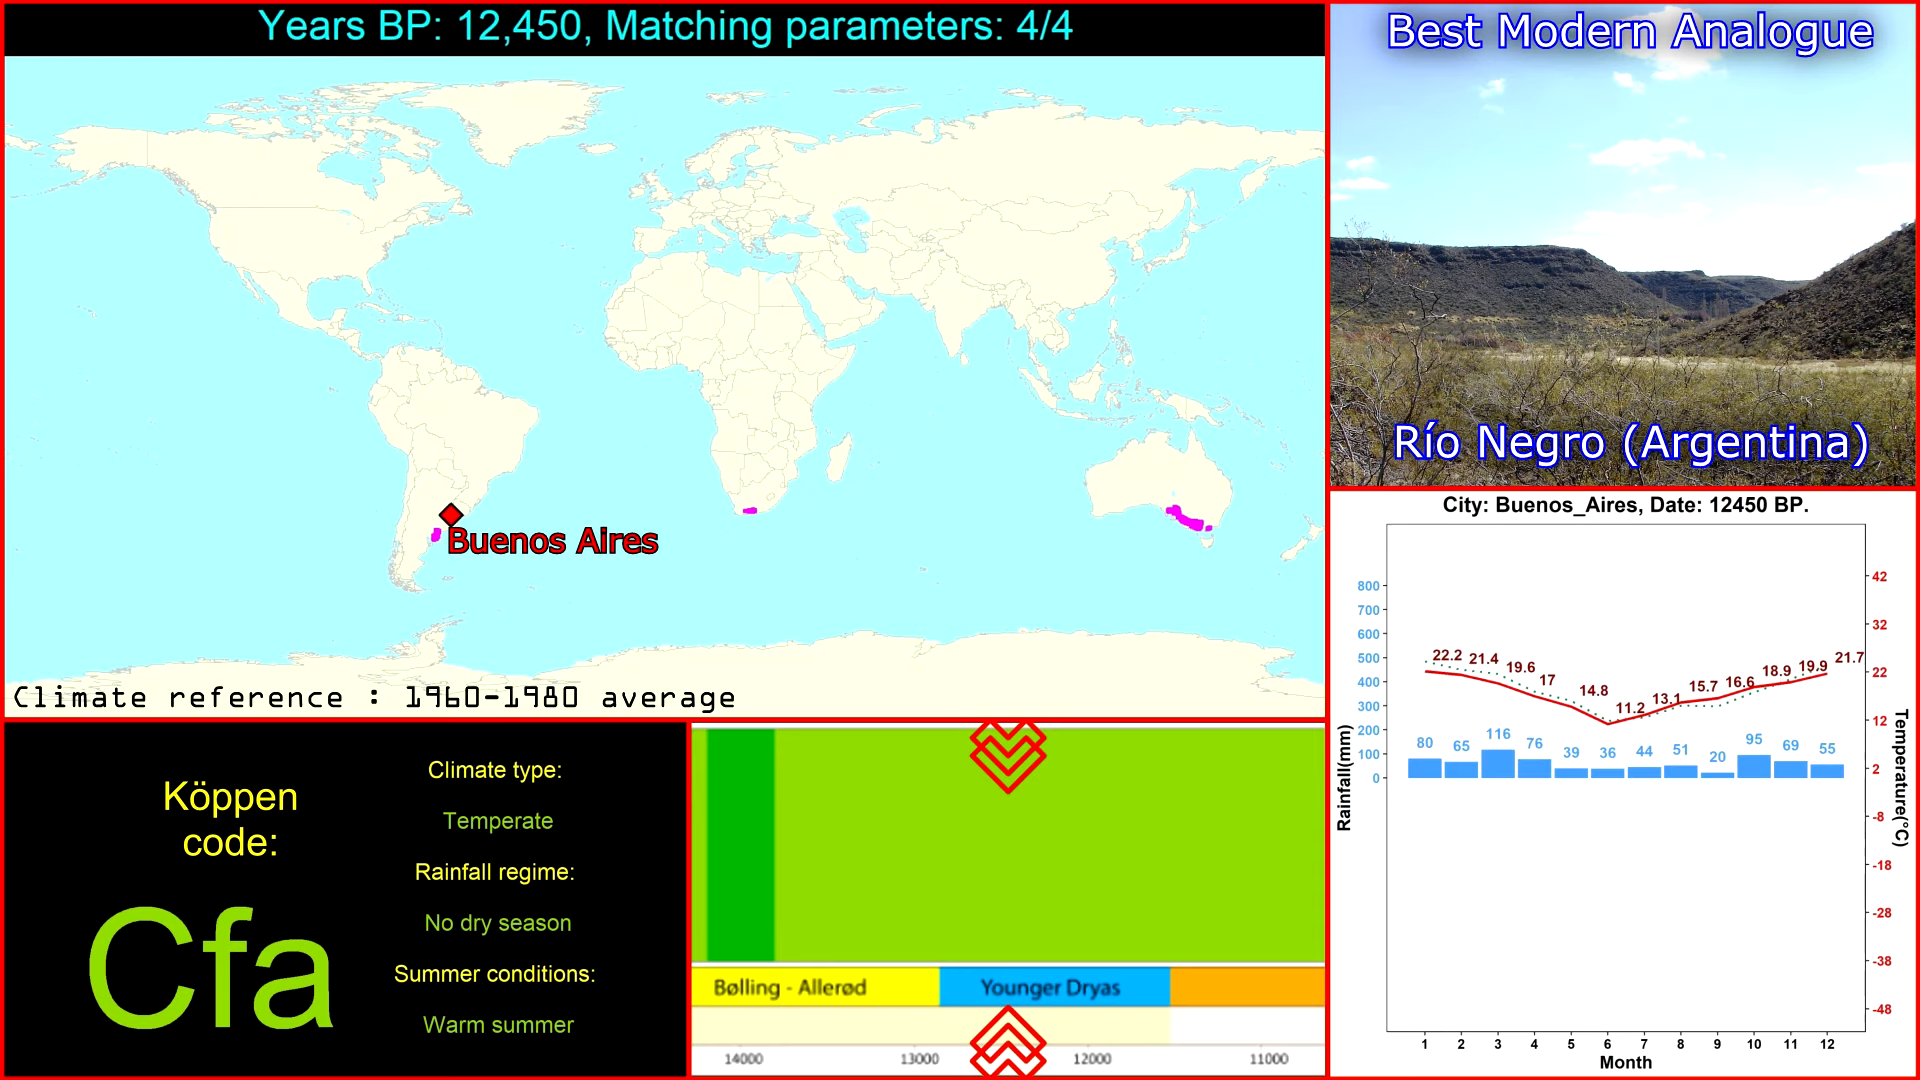 Years BP: 12,450, Matching parameters: 4/4
Buenos Aires
Climate reference : 1960-1980 average
Best Modern Analogue
Río Negro (Argentina)
Köppen
code:
Cfa
Climate type:
Temperate
Rainfall regime:
No dry season
Summer conditions:
Warm summer
Bølling - Allerød
Younger Dryas
14000 13000 12000 11000
City: Buenos_Aires, Date: 12450 BP.
Rainfall(mm)
800
700
600
500
400
300
200
100
0
22.2 21.4 19.6 17 14.8 11.2 13.1 15.7 16.6 18.9 19.9 21.7
80 65 116 76 39 36 44 51 20 95 69 55
42
32
22
12
2
-8
-18
-28
-38
-48
Temperature(°C)
1 2 3 4 5 6 7 8 9 10 11 12
Month